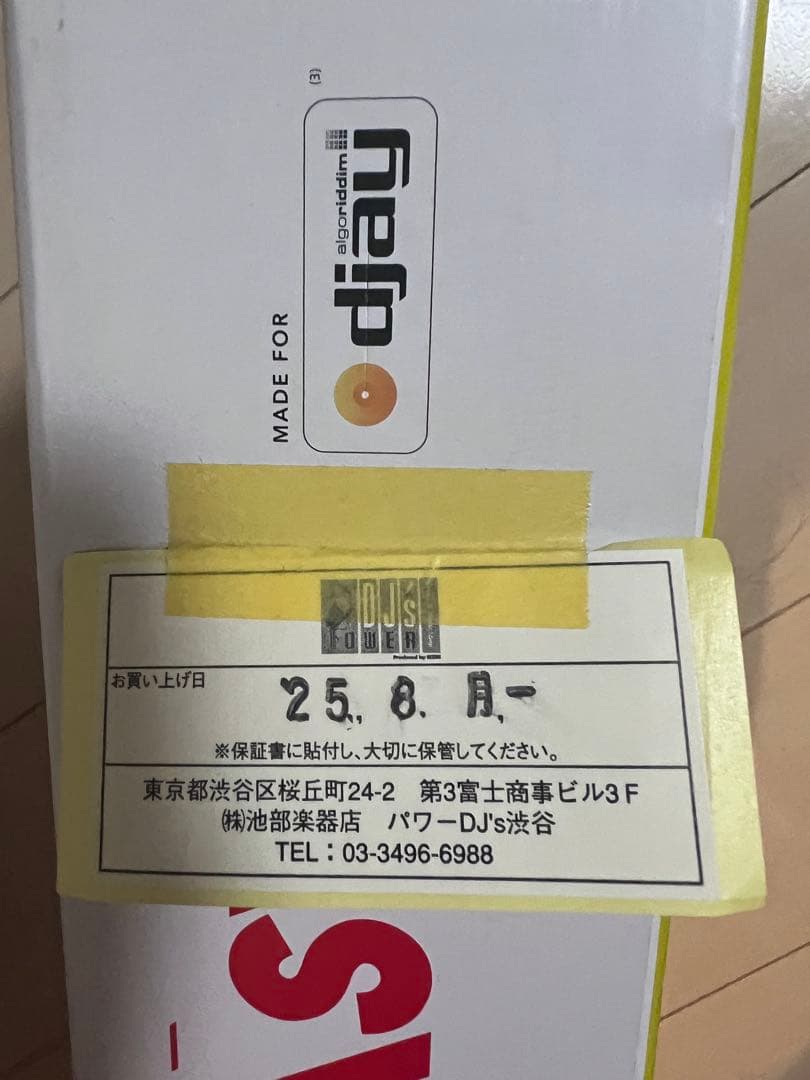 (3)
MADE FOR
algoriddim
djay
DJ's
POWER
お買い上げ日
'25. 8. 月.
※保証書に貼付し、大切に保管してください。
東京都渋谷区桜丘町24-2 第3富士商事ビル3F
㈱池部楽器店 パワーDJ's渋谷
TEL：03-3496-6988